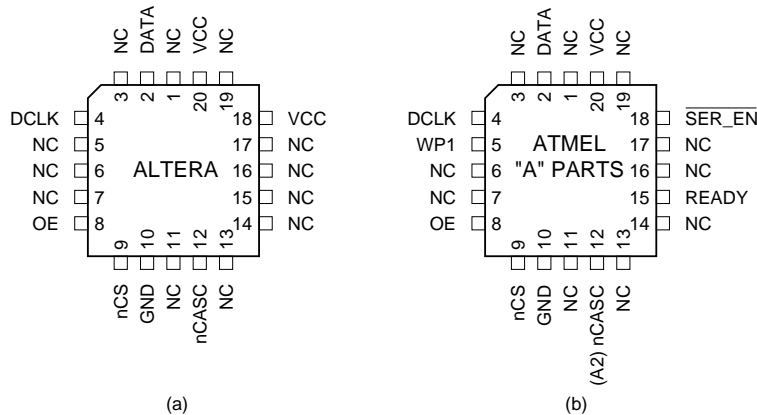 NC DATA NC VCC NC
3 2 1 20 19
DCLK 4 18 VCC
NC 5 17 NC
NC 6 ALTERA 16 NC
NC 7 15 NC
OE 8 14 NC
9 10 11 12 13
nCS GND NC nCASC NC
(a)
NC DATA NC VCC NC
3 2 1 20 19
DCLK 4 18 SER_EN
WP1 5 ATMEL 17 NC
NC 6 "A" PARTS 16 NC
NC 7 15 READY
OE 8 14 NC
9 10 11 12 13
nCS GND NC (A2) nCASC NC
(b)